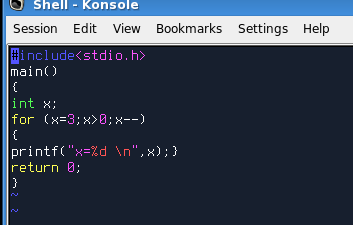 Shell - Konsole
Session Edit View Bookmarks Settings Help
#include<stdio.h>
main()
{
int x;
for (x=3;x>0;x--)
{
printf("x=%d \n",x);}
return 0;
}
~
~